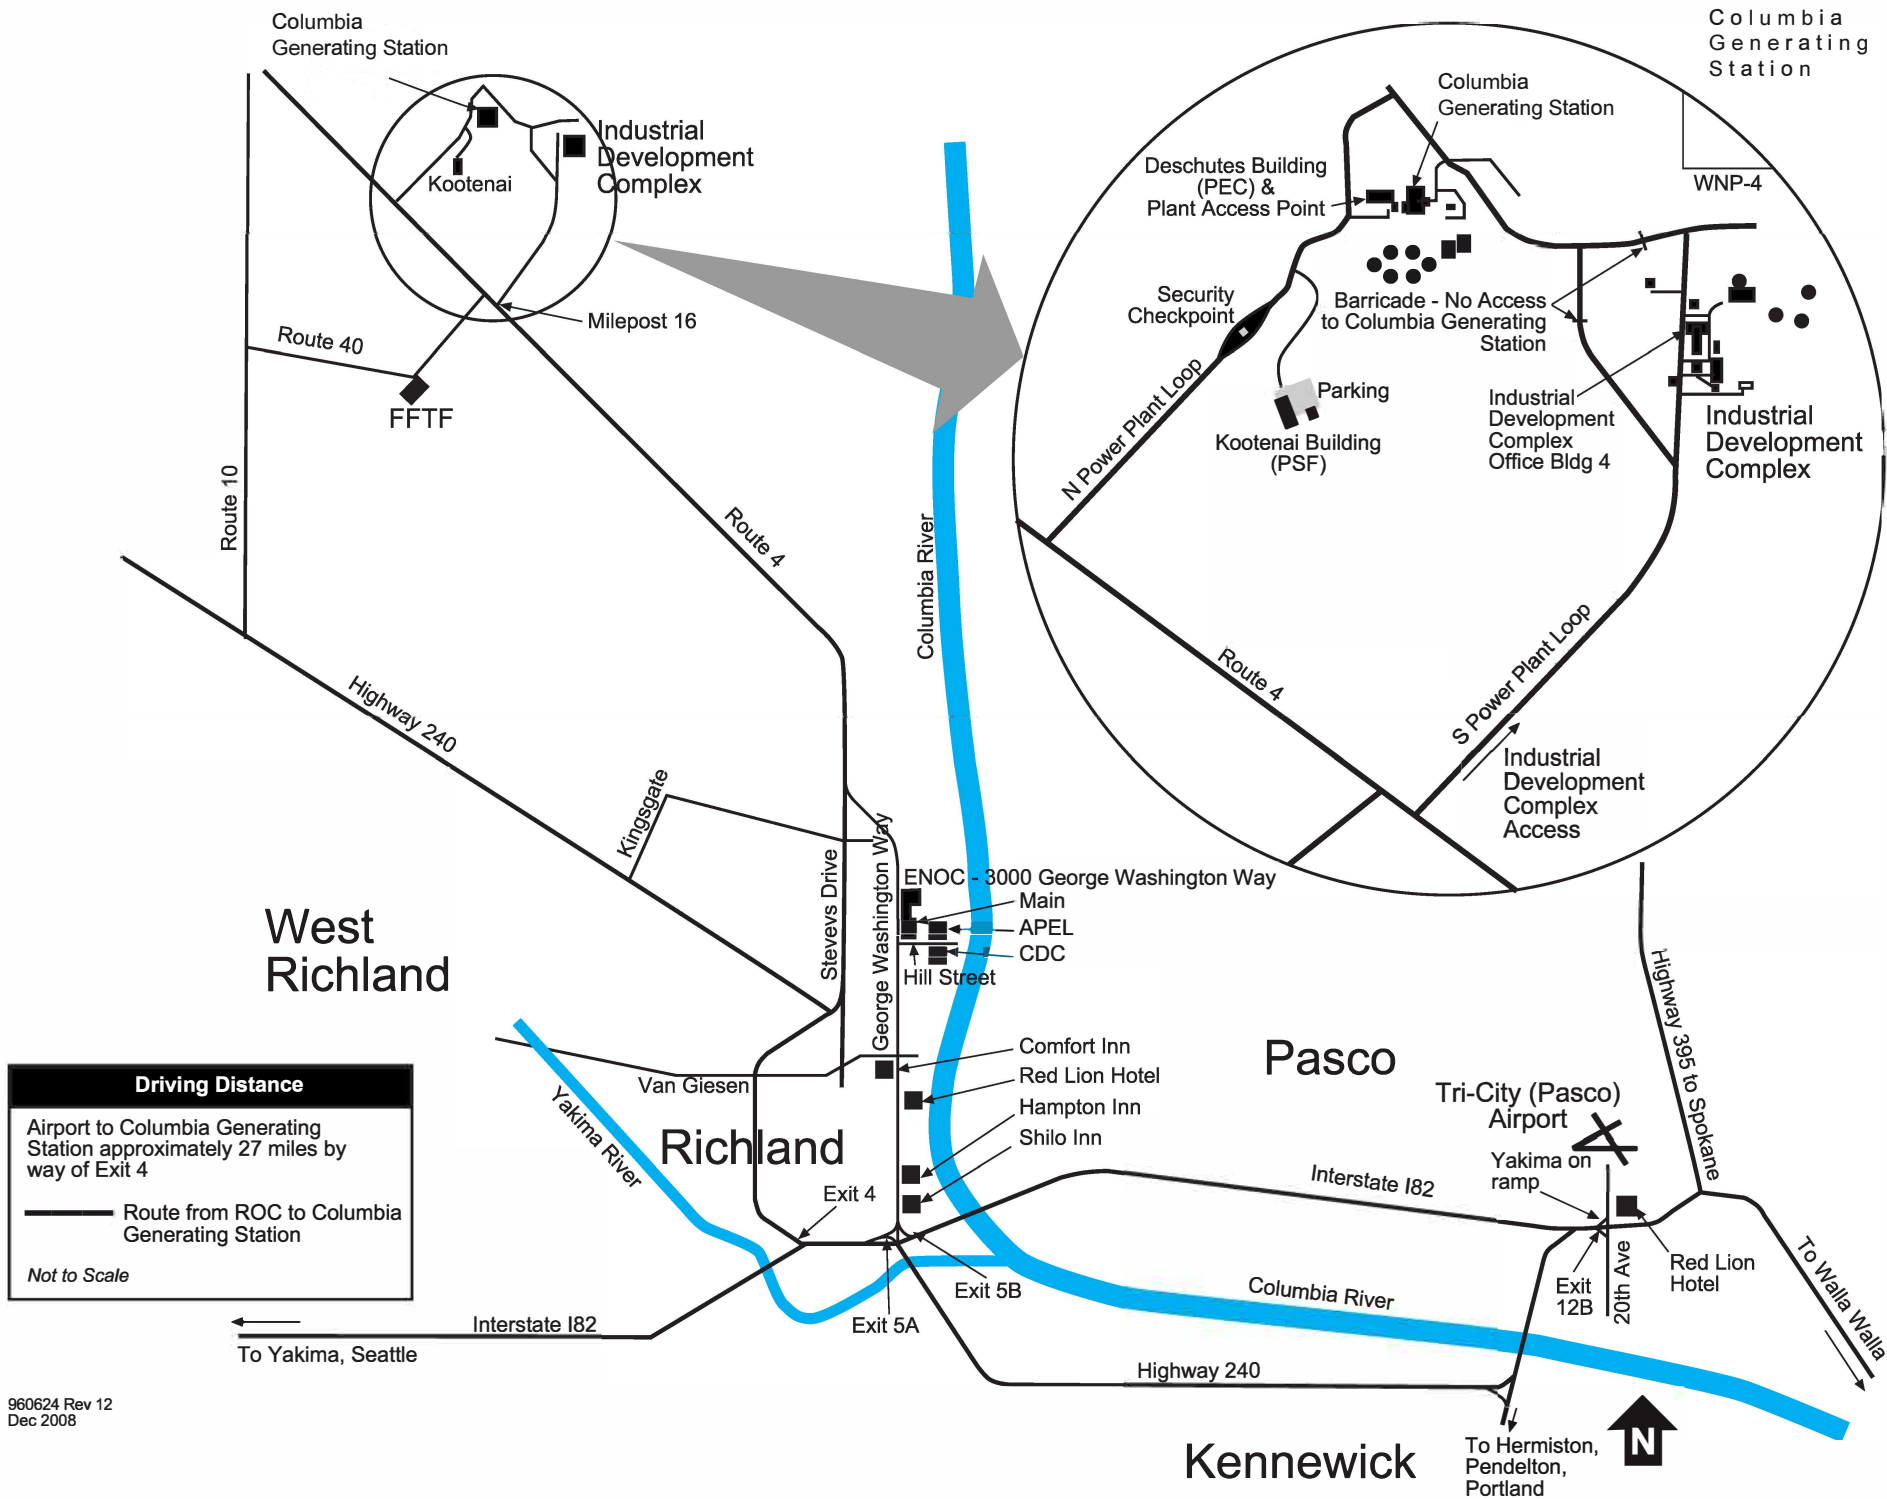 Columbia
Generating Station
Industrial
Development
Complex
Kootenai
Milepost 16
Route 40
FFTF
Route 10
Route 4
Highway 240
Kingsgate
Columbia River
Columbia
Generating
Station
Columbia
Generating Station
WNP-4
Deschutes Building
(PEC) &
Plant Access Point
Security
Checkpoint
Barricade - No Access
to Columbia Generating
Station
N Power Plant Loop
Parking
Kootenai Building
(PSF)
Industrial
Development
Complex
Office Bldg 4
Industrial
Development
Complex
Route 4
S Power Plant Loop
Industrial
Development
Complex
Access
West
Richland
Stevevs Drive
George Washington Way
ENOC - 3000 George Washington Way
Main
APEL
CDC
Hill Street
Van Giesen
Yakima River
Richland
Comfort Inn
Red Lion Hotel
Hampton Inn
Shilo Inn
Exit 4
Exit 5B
Exit 5A
Pasco
Highway 395 to Spokane
Tri-City (Pasco)
Airport
Yakima on
ramp
Interstate I82
Exit
12B
20th Ave
Red Lion
Hotel
To Walla Walla
Columbia River
Highway 240
Kennewick
To Hermiston,
Pendelton,
Portland
N
Driving Distance
Airport to Columbia Generating
Station approximately 27 miles by
way of Exit 4
Route from ROC to Columbia
Generating Station
Not to Scale
Interstate I82
To Yakima, Seattle
960624 Rev 12
Dec 2008